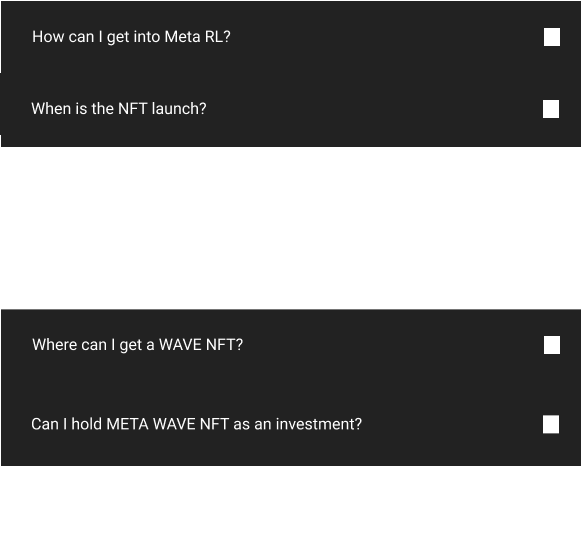 How can I get into Meta RL?
When is the NFT launch?
Where can I get a WAVE NFT?
Can I hold META WAVE NFT as an investment?